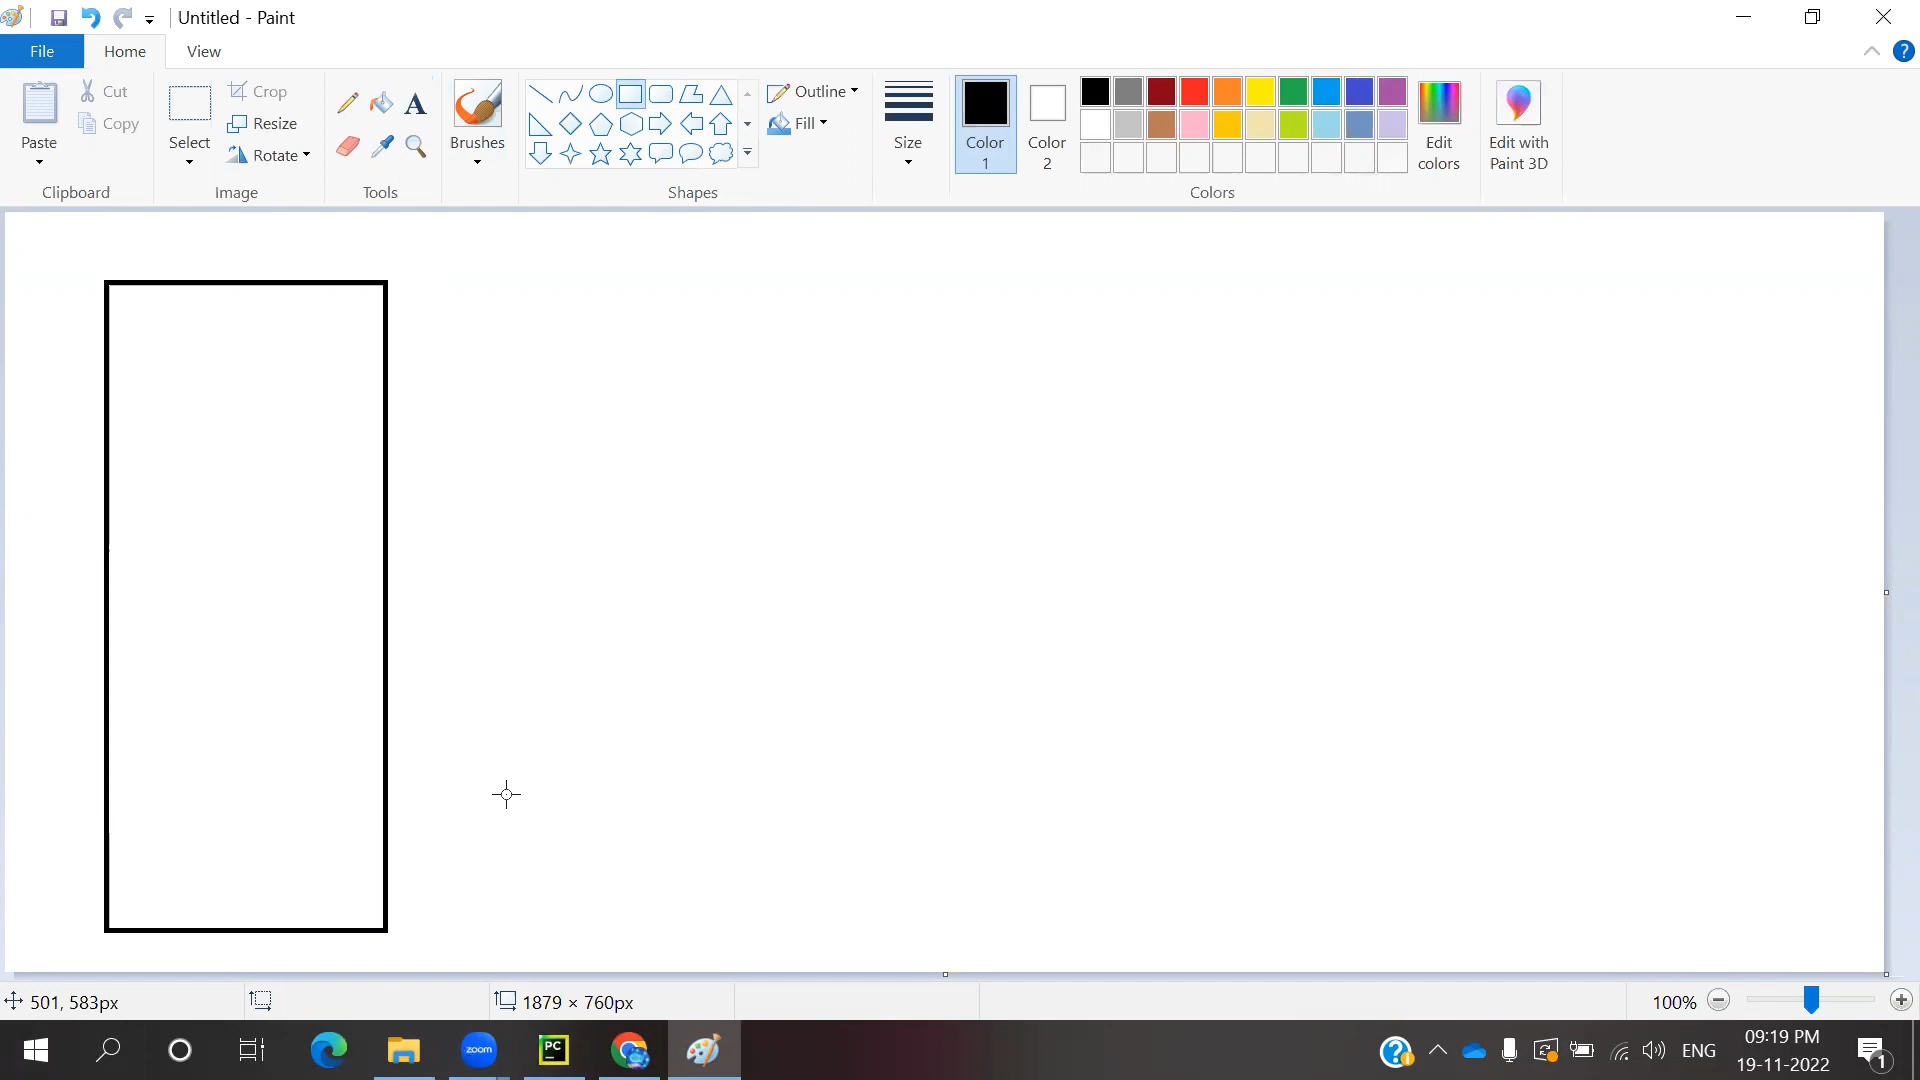 Untitled - Paint
File Home View
Paste Cut Copy
Clipboard
Select Crop Resize Rotate
Image
Tools
Brushes
Outline Fill
Shapes
Size
Color 1
Color 2
Edit colors
Colors
Edit with Paint 3D
501, 583px
1879 × 760px
100%
zoom
PC
ENG
09:19 PM
19-11-2022
1